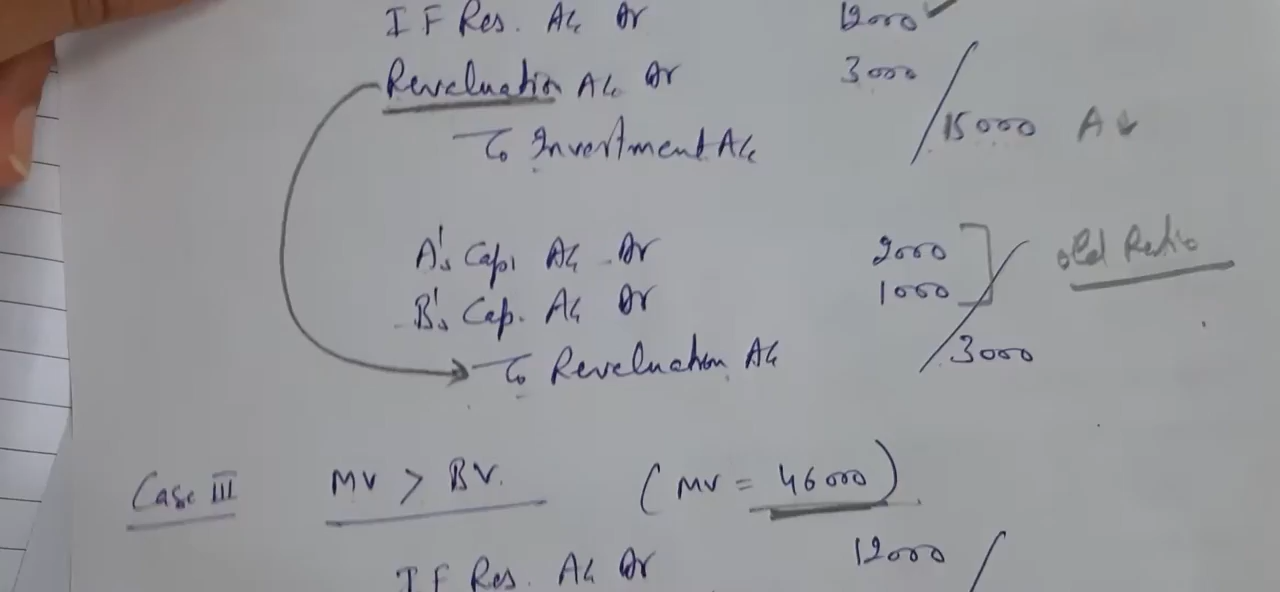 I F Res. A/c Dr 12000 ✓
Revaluation A/c Dr 3000
To Investment A/c 15000 A ↓
A's Capi A/c Dr 2000
B's Cap. A/c Dr 1000
old Ratio
To Revaluation A/c 3000
Case III MV > BV. (MV = 46000)
I F Res. A/c Dr 12000